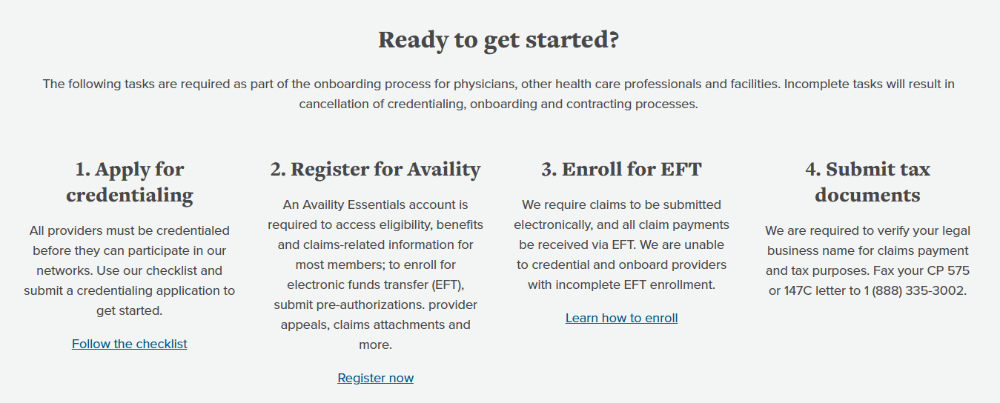 Ready to get started?
The following tasks are required as part of the onboarding process for physicians, other health care professionals and facilities. Incomplete tasks will result in
cancellation of credentialing, onboarding and contracting processes.
1. Apply for
credentialing
All providers must be credentialed
before they can participate in our
networks. Use our checklist and
submit a credentialing application to
get started.
Follow the checklist
2. Register for Availity
An Availity Essentials account is
required to access eligibility, benefits
and claims-related information for
most members; to enroll for
electronic funds transfer (EFT),
submit pre-authorizations. provider
appeals, claims attachments and
more.
Register now
3. Enroll for EFT
We require claims to be submitted
electronically, and all claim payments
be received via EFT. We are unable
to credential and onboard providers
with incomplete EFT enrollment.
Learn how to enroll
4. Submit tax
documents
We are required to verify your legal
business name for claims payment
and tax purposes. Fax your CP 575
or 147C letter to 1 (888) 335-3002.